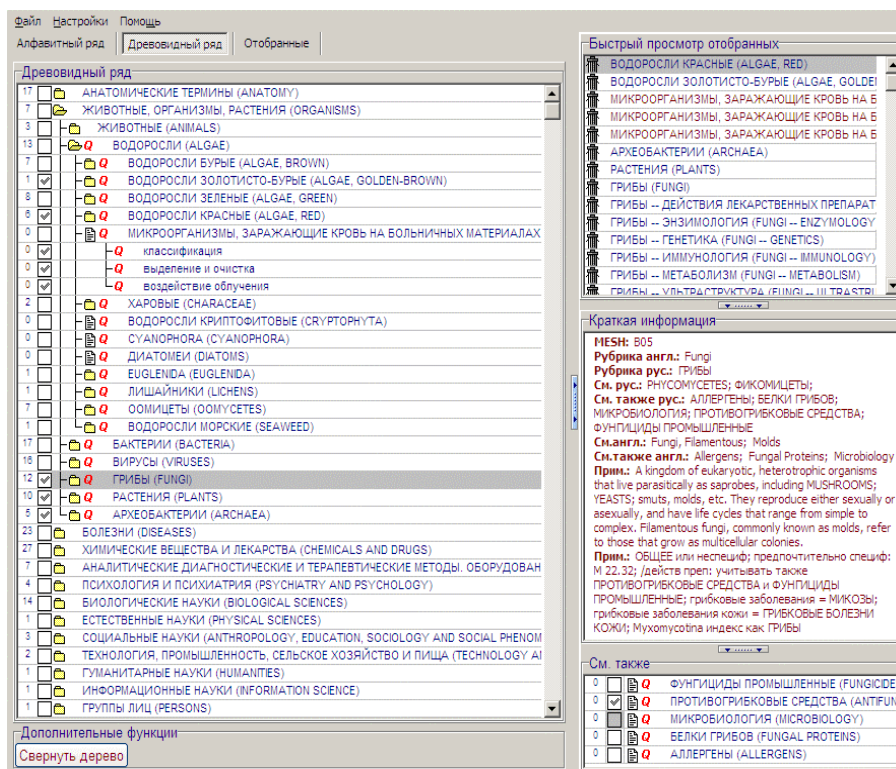 Файл Настройки Помощь
Алфавитный ряд Древовидный ряд Отобранные
Древовидный ряд
17 АНАТОМИЧЕСКИЕ ТЕРМИНЫ (ANATOMY)
7 ЖИВОТНЫЕ, ОРГАНИЗМЫ, РАСТЕНИЯ (ORGANISMS)
3 ЖИВОТНЫЕ (ANIMALS)
13 Q ВОДОРОСЛИ (ALGAE)
7 Q ВОДОРОСЛИ БУРЫЕ (ALGAE, BROWN)
1 Q ВОДОРОСЛИ ЗОЛОТИСТО-БУРЫЕ (ALGAE, GOLDEN-BROWN)
8 Q ВОДОРОСЛИ ЗЕЛЕНЫЕ (ALGAE, GREEN)
6 Q ВОДОРОСЛИ КРАСНЫЕ (ALGAE, RED)
0 Q МИКРООРГАНИЗМЫ, ЗАРАЖАЮЩИЕ КРОВЬ НА БОЛЬНИЧНЫХ МАТЕРИАЛАХ
0 Q классификация
0 Q выделение и очистка
0 Q воздействие облучения
2 Q ХАРОВЫЕ (CHARACEAE)
0 Q ВОДОРОСЛИ КРИПТОФИТОВЫЕ (CRYPTOPHYTA)
0 Q CYANOPHORA (CYANOPHORA)
0 Q ДИАТОМЕИ (DIATOMS)
1 Q EUGLENIDA (EUGLENIDA)
1 Q ЛИШАЙНИКИ (LICHENS)
7 Q ООМИЦЕТЫ (OOMYCETES)
1 Q ВОДОРОСЛИ МОРСКИЕ (SEAWEED)
17 Q БАКТЕРИИ (BACTERIA)
16 Q ВИРУСЫ (VIRUSES)
12 Q ГРИБЫ (FUNGI)
10 Q РАСТЕНИЯ (PLANTS)
5 Q АРХЕОБАКТЕРИИ (ARCHAEA)
23 БОЛЕЗНИ (DISEASES)
27 ХИМИЧЕСКИЕ ВЕЩЕСТВА И ЛЕКАРСТВА (CHEMICALS AND DRUGS)
7 АНАЛИТИЧЕСКИЕ ДИАГНОСТИЧЕСКИЕ И ТЕРАПЕВТИЧЕСКИЕ МЕТОДЫ. ОБОРУДОВАН
4 ПСИХОЛОГИЯ И ПСИХИАТРИЯ (PSYCHIATRY AND PSYCHOLOGY)
14 БИОЛОГИЧЕСКИЕ НАУКИ (BIOLOGICAL SCIENCES)
1 ЕСТЕСТВЕННЫЕ НАУКИ (PHYSICAL SCIENCES)
3 СОЦИАЛЬНЫЕ НАУКИ (ANTHROPOLOGY, EDUCATION, SOCIOLOGY AND SOCIAL PHENOM
2 ТЕХНОЛОГИЯ, ПРОМЫШЛЕННОСТЬ, СЕЛЬСКОЕ ХОЗЯЙСТВО И ПИЩА (TECHNOLOGY
1 ГУМАНИТАРНЫЕ НАУКИ (HUMANITIES)
1 ИНФОРМАЦИОННЫЕ НАУКИ (INFORMATION SCIENCE)
1 ГРУППЫ ЛИЦ (PERSONS)
Дополнительные функции
Свернуть дерево
Быстрый просмотр отобранных
ВОДОРОСЛИ КРАСНЫЕ (ALGAE, RED)
ВОДОРОСЛИ ЗОЛОТИСТО-БУРЫЕ (ALGAE, GOLDE
МИКРООРГАНИЗМЫ, ЗАРАЖАЮЩИЕ КРОВЬ НА Б
МИКРООРГАНИЗМЫ, ЗАРАЖАЮЩИЕ КРОВЬ НА Б
МИКРООРГАНИЗМЫ, ЗАРАЖАЮЩИЕ КРОВЬ НА Б
АРХЕОБАКТЕРИИ (ARCHAEA)
РАСТЕНИЯ (PLANTS)
ГРИБЫ (FUNGI)
ГРИБЫ -- ДЕЙСТВИЯ ЛЕКАРСТВЕННЫХ ПРЕПАРАТ
ГРИБЫ -- ЭНЗИМОЛОГИЯ (FUNGI -- ENZYMOLOGY
ГРИБЫ -- ГЕНЕТИКА (FUNGI -- GENETICS)
ГРИБЫ -- ИММУНОЛОГИЯ (FUNGI -- IMMUNOLOGY)
ГРИБЫ -- МЕТАБОЛИЗМ (FUNGI -- METABOLISM)
ГРИБЫ -- УЛЬТРАСТРУКТУРА (FUNGI -- ULTRASTRU
Краткая информация
MESH: B05
Рубрика англ.: Fungi
Рубрика рус.: ГРИБЫ
См. рус.: PHYCOMYCETES; ФИКОМИЦЕТЫ;
См. также рус.: АЛЛЕРГЕНЫ; БЕЛКИ ГРИБОВ;
МИКРОБИОЛОГИЯ; ПРОТИВОГРИБКОВЫЕ СРЕДСТВА;
ФУНГИЦИДЫ ПРОМЫШЛЕННЫЕ
См.англ.: Fungi, Filamentous; Molds
См.также англ.: Allergens; Fungal Proteins; Microbiology
Прим.: A kingdom of eukaryotic, heterotrophic organisms
that live parasitically as saprobes, including MUSHROOMS;
YEASTS; smuts, molds, etc. They reproduce either sexually or
asexually, and have life cycles that range from simple to
complex. Filamentous fungi, commonly known as molds, refer
to those that grow as multicellular colonies.
Прим.: ОБЩЕЕ или неспециф; предпочтительно специф:
М 22.32; /действ преп: учитывать также
ПРОТИВОГРИБКОВЫЕ СРЕДСТВА и ФУНГИЦИДЫ
ПРОМЫШЛЕННЫЕ; грибковые заболевания = МИКОЗЫ;
грибковые заболевания кожи = ГРИБКОВЫЕ БОЛЕЗНИ
КОЖИ; Myxomycotina индекс как ГРИБЫ
См. также
0 Q ФУНГИЦИДЫ ПРОМЫШЛЕННЫЕ (FUNGICIDE
0 Q ПРОТИВОГРИБКОВЫЕ СРЕДСТВА (ANTIFUN
0 Q МИКРОБИОЛОГИЯ (MICROBIOLOGY)
0 Q БЕЛКИ ГРИБОВ (FUNGAL PROTEINS)
0 Q АЛЛЕРГЕНЫ (ALLERGENS)